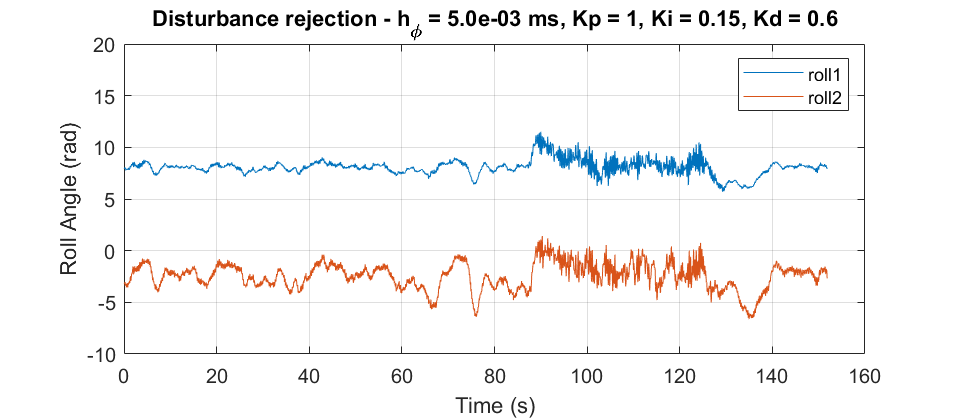 Disturbance rejection - hϕ = 5.0e-03 ms, Kp = 1, Ki = 0.15, Kd = 0.6
20
15
10
5
0
-5
-10
Roll Angle (rad)
roll1
roll2
0 20 40 60 80 100 120 140 160
Time (s)